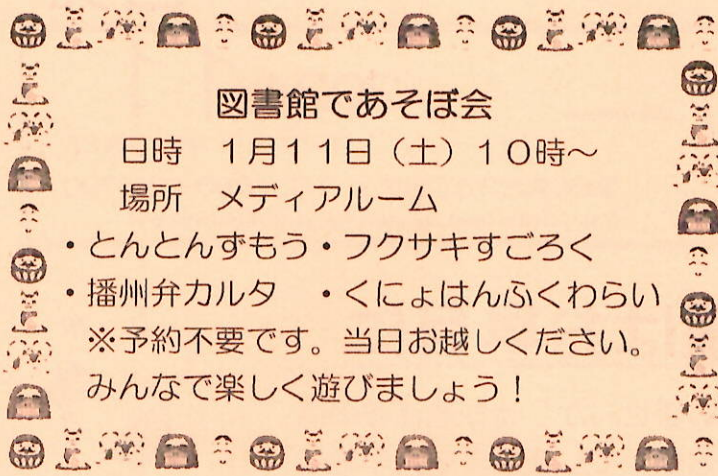 図書館であそぼ会
日時　１月１１日（土）１０時～
場所　メディアルーム
・とんとんずもう・フクサキすごろく
・播州弁カルタ　・くにょはんふくわらい
※予約不要です。当日お越しください。
みんなで楽しく遊びましょう！